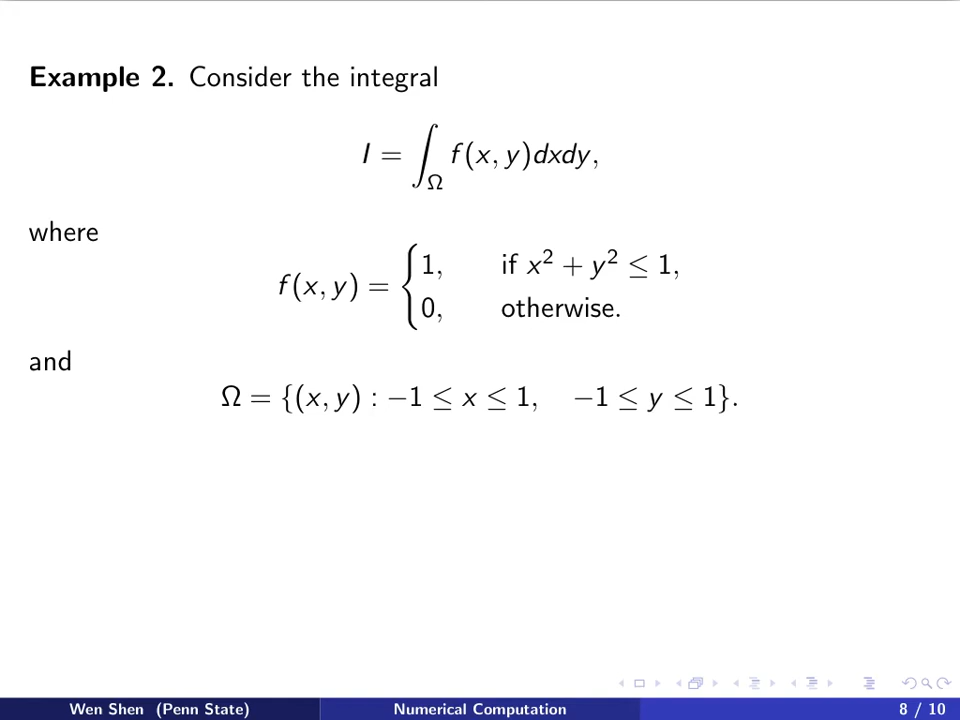 Example 2. Consider the integral
I = ∫_Ω f(x, y)dxdy,
where
f(x, y) = { 1, if x² + y² ≤ 1,
0, otherwise.
and
Ω = {(x, y) : −1 ≤ x ≤ 1, −1 ≤ y ≤ 1}.
Wen Shen (Penn State) Numerical Computation 8 / 10